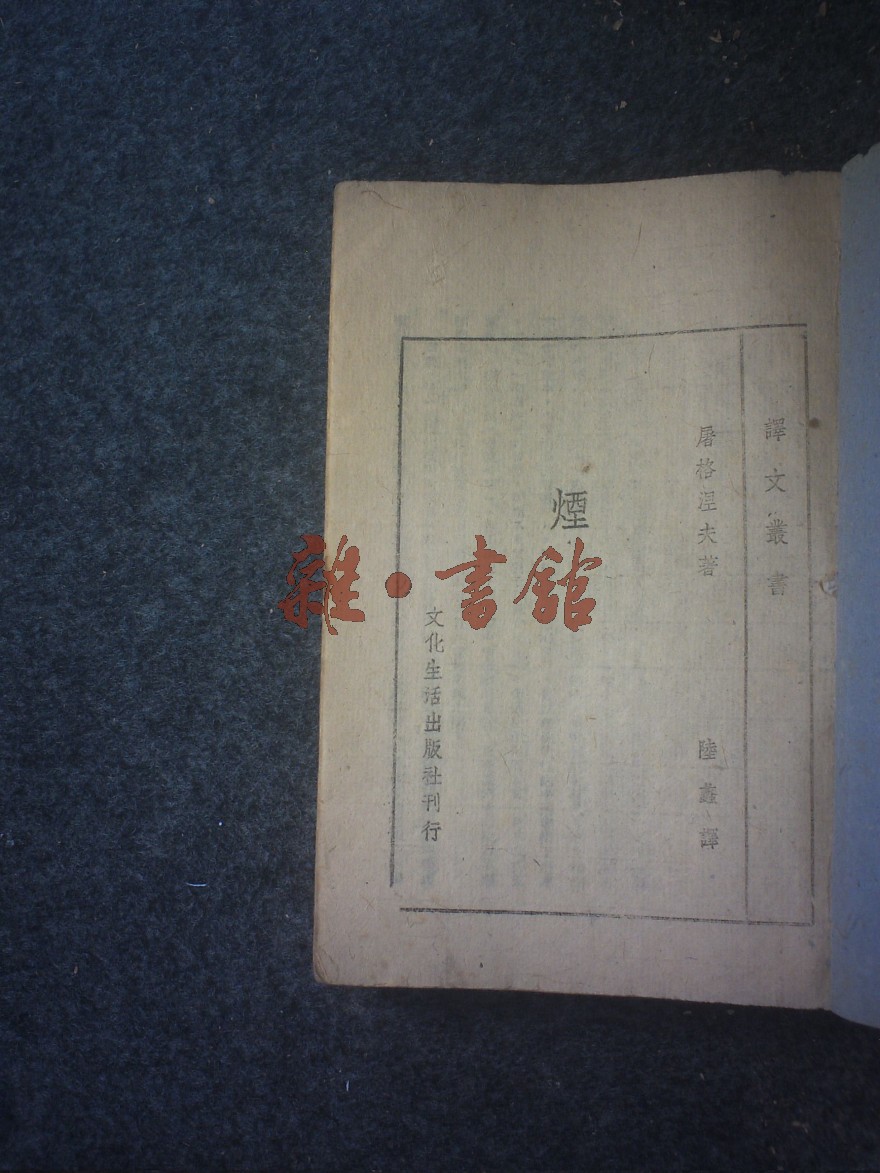 譯文叢書
屠格涅夫著
陸蠡譯
煙
文化生活出版社刊行
雜·書館